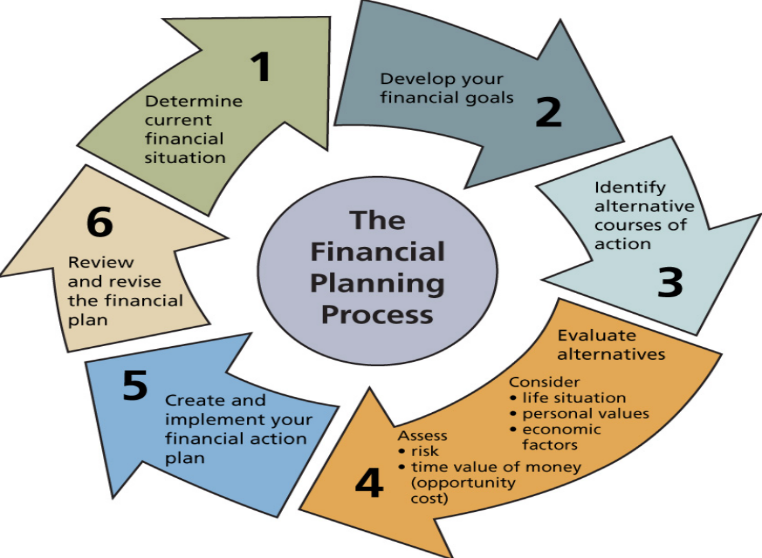 The
Financial
Planning
Process
1
Determine
current
financial
situation
Develop your
financial goals
2
Identify
alternative
courses of
action
3
Evaluate
alternatives
Consider
• life situation
• personal values
• economic
factors
Assess
• risk
• time value of money
(opportunity
cost)
4
5
Create and
implement your
financial action
plan
6
Review
and revise
the financial
plan